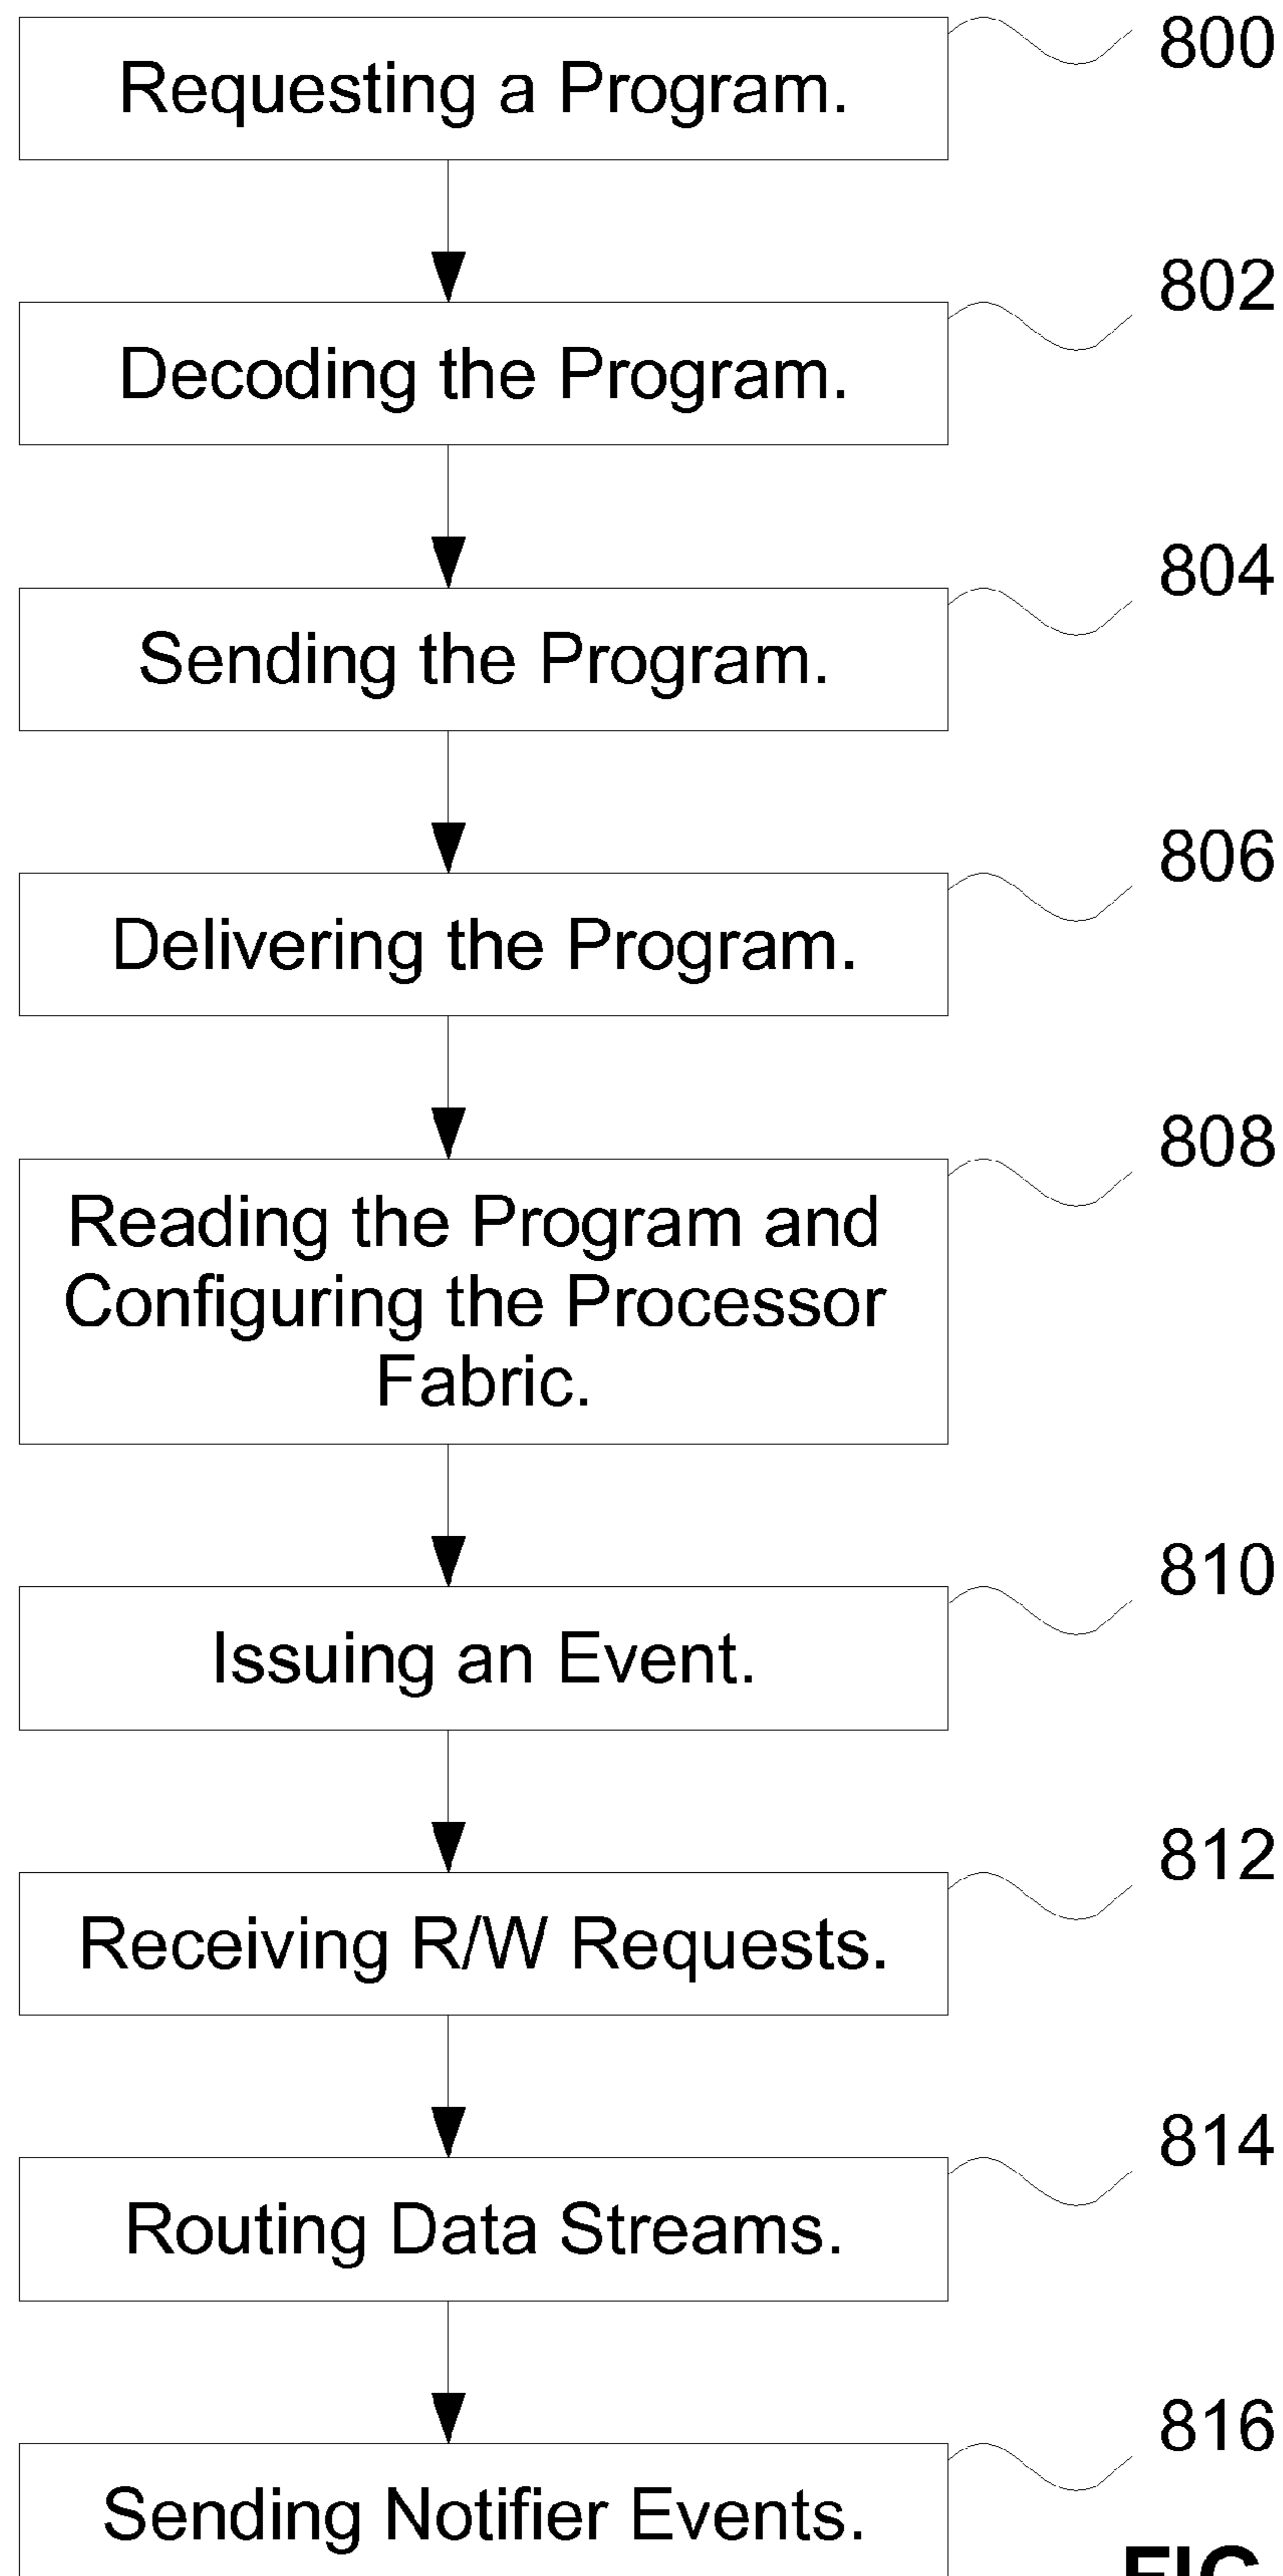 800
Requesting a Program.
802
Decoding the Program.
804
Sending the Program.
806
Delivering the Program.
808
Reading the Program and
Configuring the Processor
Fabric.
810
Issuing an Event.
812
Receiving R/W Requests.
814
Routing Data Streams.
816
Sending Notifier Events.
FIG